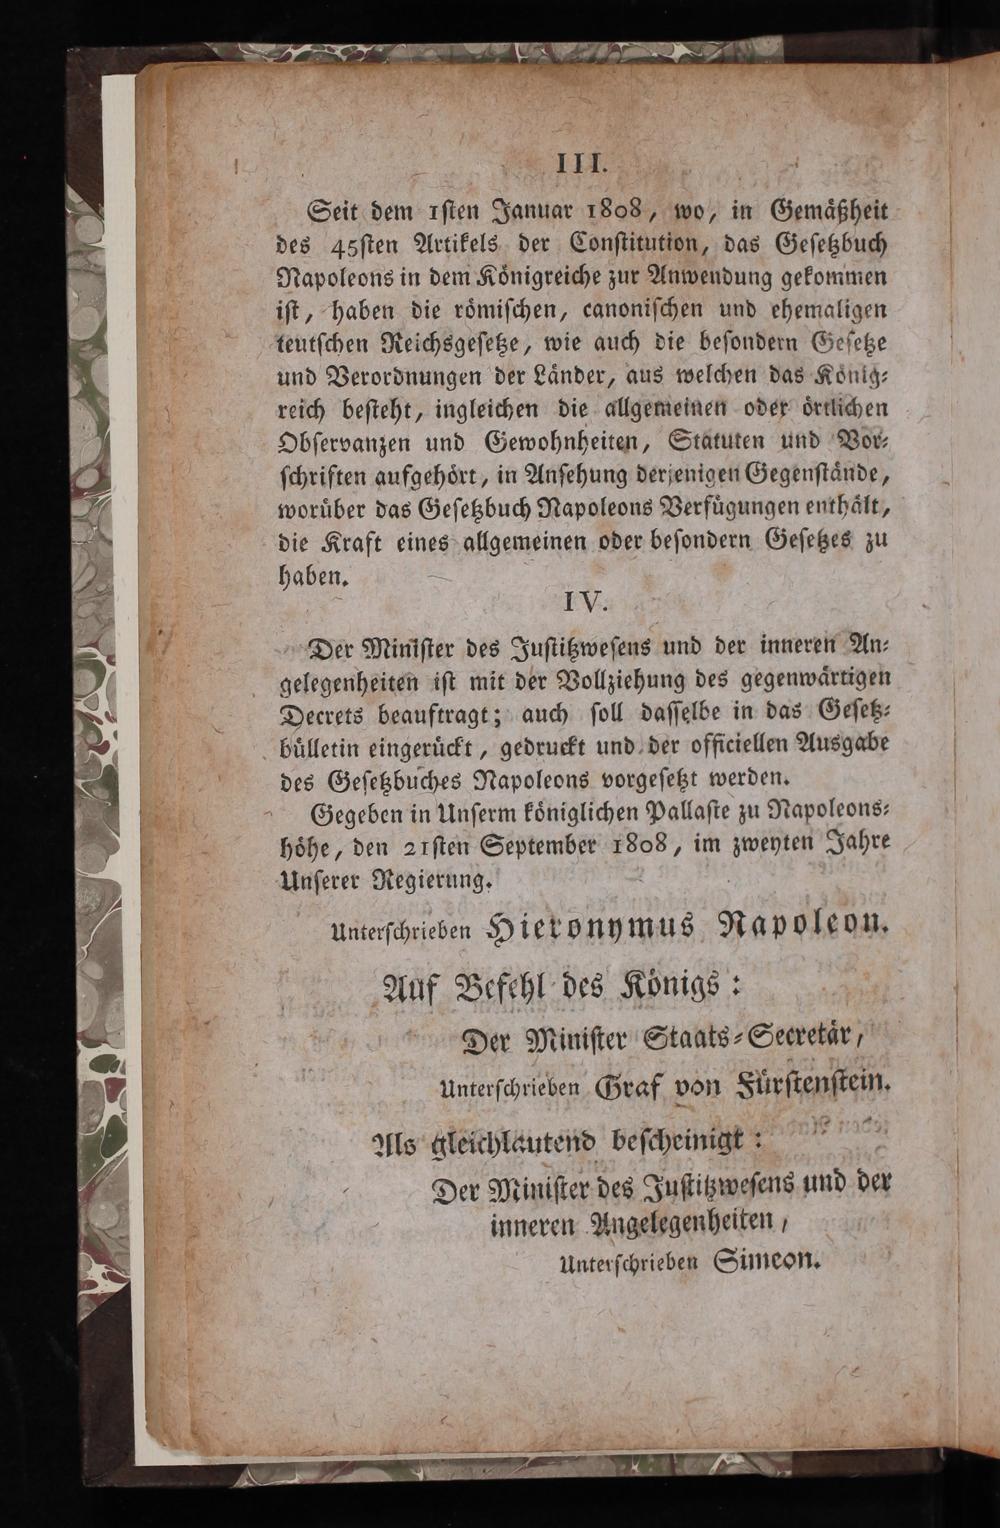 III.
Seit dem 1sten Januar 1808, wo, in Gemäßheit
des 45sten Artikels der Constitution, das Gesetzbuch
Napoleons in dem Königreiche zur Anwendung gekommen
ist, haben die römischen, canonischen und ehemaligen
teutschen Reichsgesetze, wie auch die besondern Gesetze
und Verordnungen der Länder, aus welchen das König-
reich besteht, ingleichen die allgemeinen oder örtlichen
Observanzen und Gewohnheiten, Statuten und Vor-
schriften aufgehört, in Ansehung derjenigen Gegenstände,
worüber das Gesetzbuch Napoleons Verfügungen enthält,
die Kraft eines allgemeinen oder besondern Gesetzes zu
haben.
IV.
Der Minister des Justitzwesens und der inneren An-
gelegenheiten ist mit der Vollziehung des gegenwärtigen
Decrets beauftragt; auch soll dasselbe in das Gesetz-
bülletin eingerückt, gedruckt und der officiellen Ausgabe
des Gesetzbuches Napoleons vorgesetzt werden.
Gegeben in Unserm königlichen Pallaste zu Napoleons-
höhe, den 21sten September 1808, im zweyten Jahre
Unserer Regierung.
Unterschrieben Hieronymus Napoleon.
Auf Befehl des Königs:
Der Minister Staats-Secretär,
Unterschrieben Graf von Fürstenstein.
Als gleichlautend bescheinigt:
Der Minister des Justitzwesens und der
inneren Angelegenheiten,
Unterschrieben Simeon.